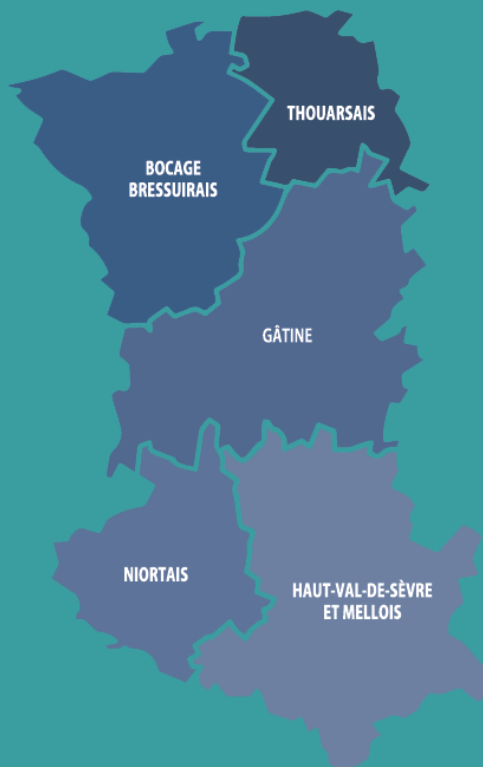 THOUARSAIS
BOCAGE
BRESSUIRAIS
GÂTINE
NIORTAIS
HAUT-VAL-DE-SÈVRE
ET MELLOIS